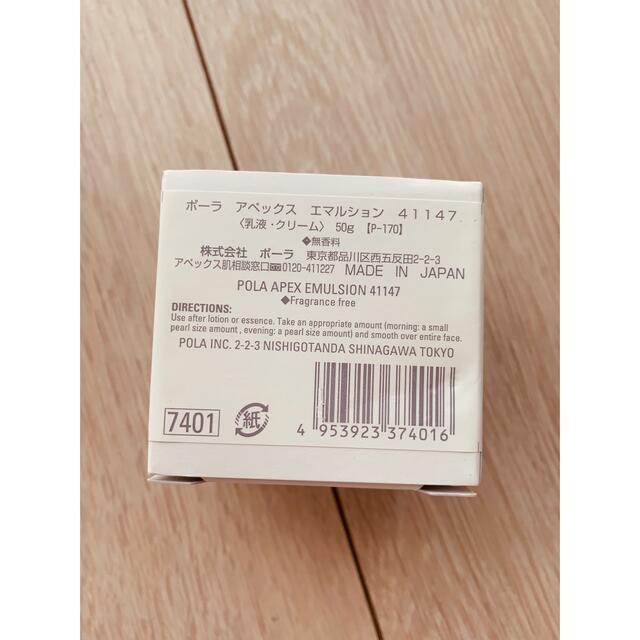 ポーラ アペックス エマルション 41147
〈乳液・クリーム〉 50g 【P-170】
◆無香料
株式会社 ポーラ 東京都品川区西五反田2-2-3
アペックス肌相談窓口 0120-411227 MADE IN JAPAN
POLA APEX EMULSION 41147
◆Fragrance free
DIRECTIONS:
Use after lotion or essence. Take an appropriate amount (morning: a small
pearl size amount , evening: a pearl size amount) and smooth over entire face.
POLA INC. 2-2-3 NISHIGOTANDA SHINAGAWA TOKYO
7401
紙
4 953923 374016